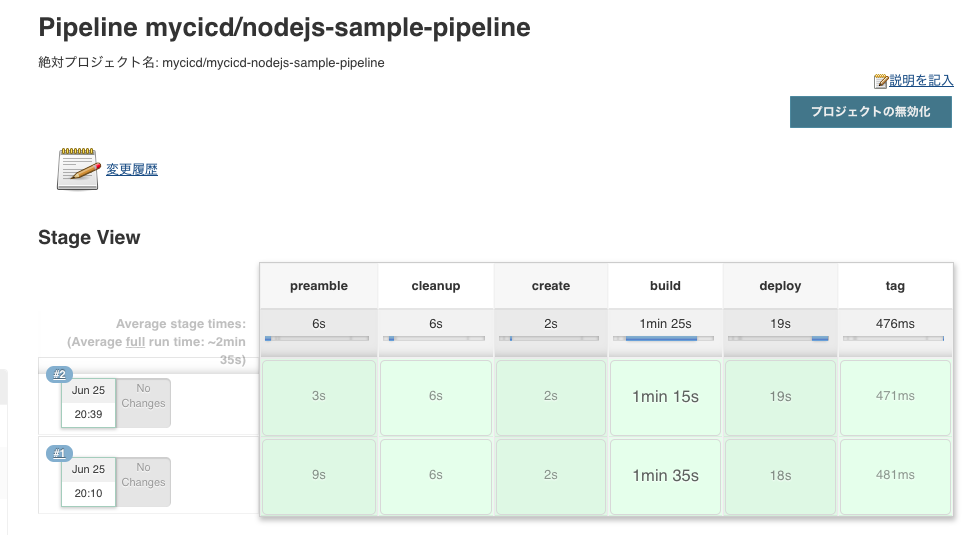 Pipeline mycicd/nodejs-sample-pipeline
絶対プロジェクト名: mycicd/mycicd-nodejs-sample-pipeline
説明を記入
プロジェクトの無効化
変更履歴
Stage View
preamble cleanup create build deploy tag
Average stage times:
(Average full run time: ~2min
35s)
6s 6s 2s 1min 25s 19s 476ms
#2
Jun 25
20:39
No
Changes
3s 6s 2s 1min 15s 19s 471ms
#1
Jun 25
20:10
No
Changes
9s 6s 2s 1min 35s 18s 481ms